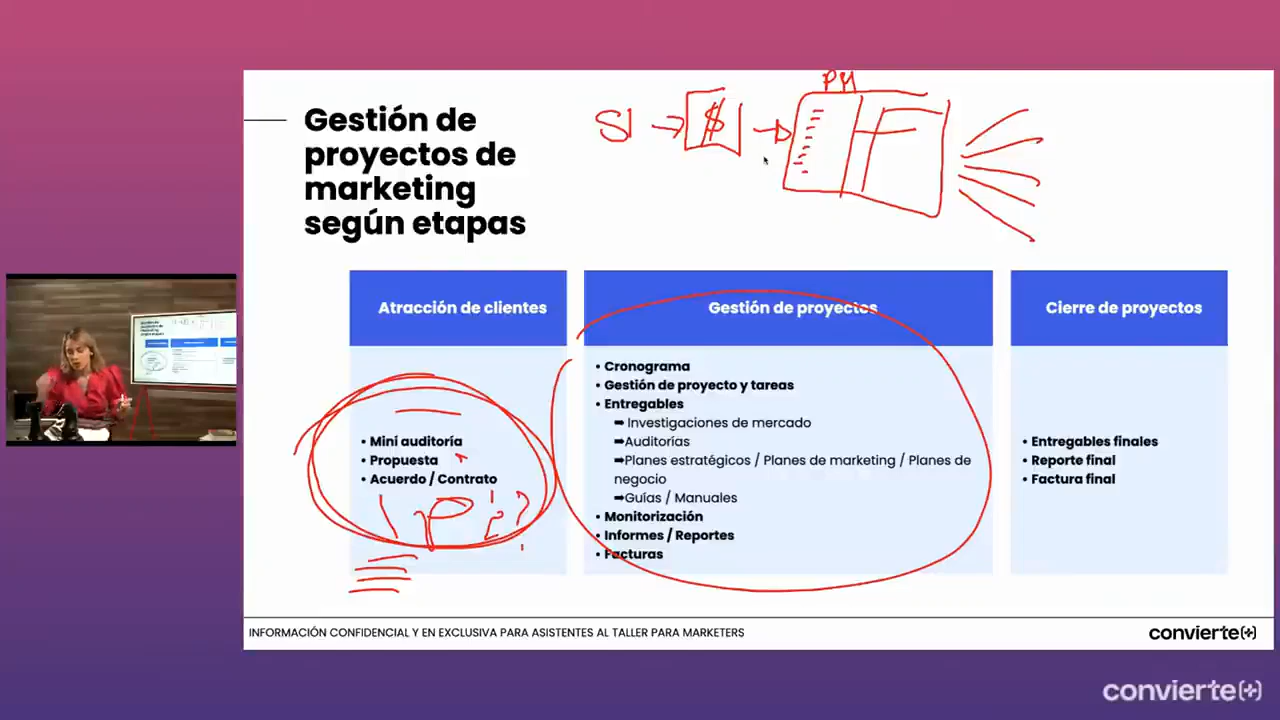 Gestión de
proyectos de
marketing
según etapas
SI → $ →
PM
Atracción de clientes
• Mini auditoría
• Propuesta
• Acuerdo / Contrato
Gestión de proyectos
• Cronograma
• Gestión de proyecto y tareas
• Entregables
➡Investigaciones de mercado
➡Auditorías
➡Planes estratégicos / Planes de marketing / Planes de
negocio
➡Guías / Manuales
• Monitorización
• Informes / Reportes
• Facturas
Cierre de proyectos
• Entregables finales
• Reporte final
• Factura final
INFORMACIÓN CONFIDENCIAL Y EN EXCLUSIVA PARA ASISTENTES AL TALLER PARA MARKETERS
convierte(+)
convierte(+)